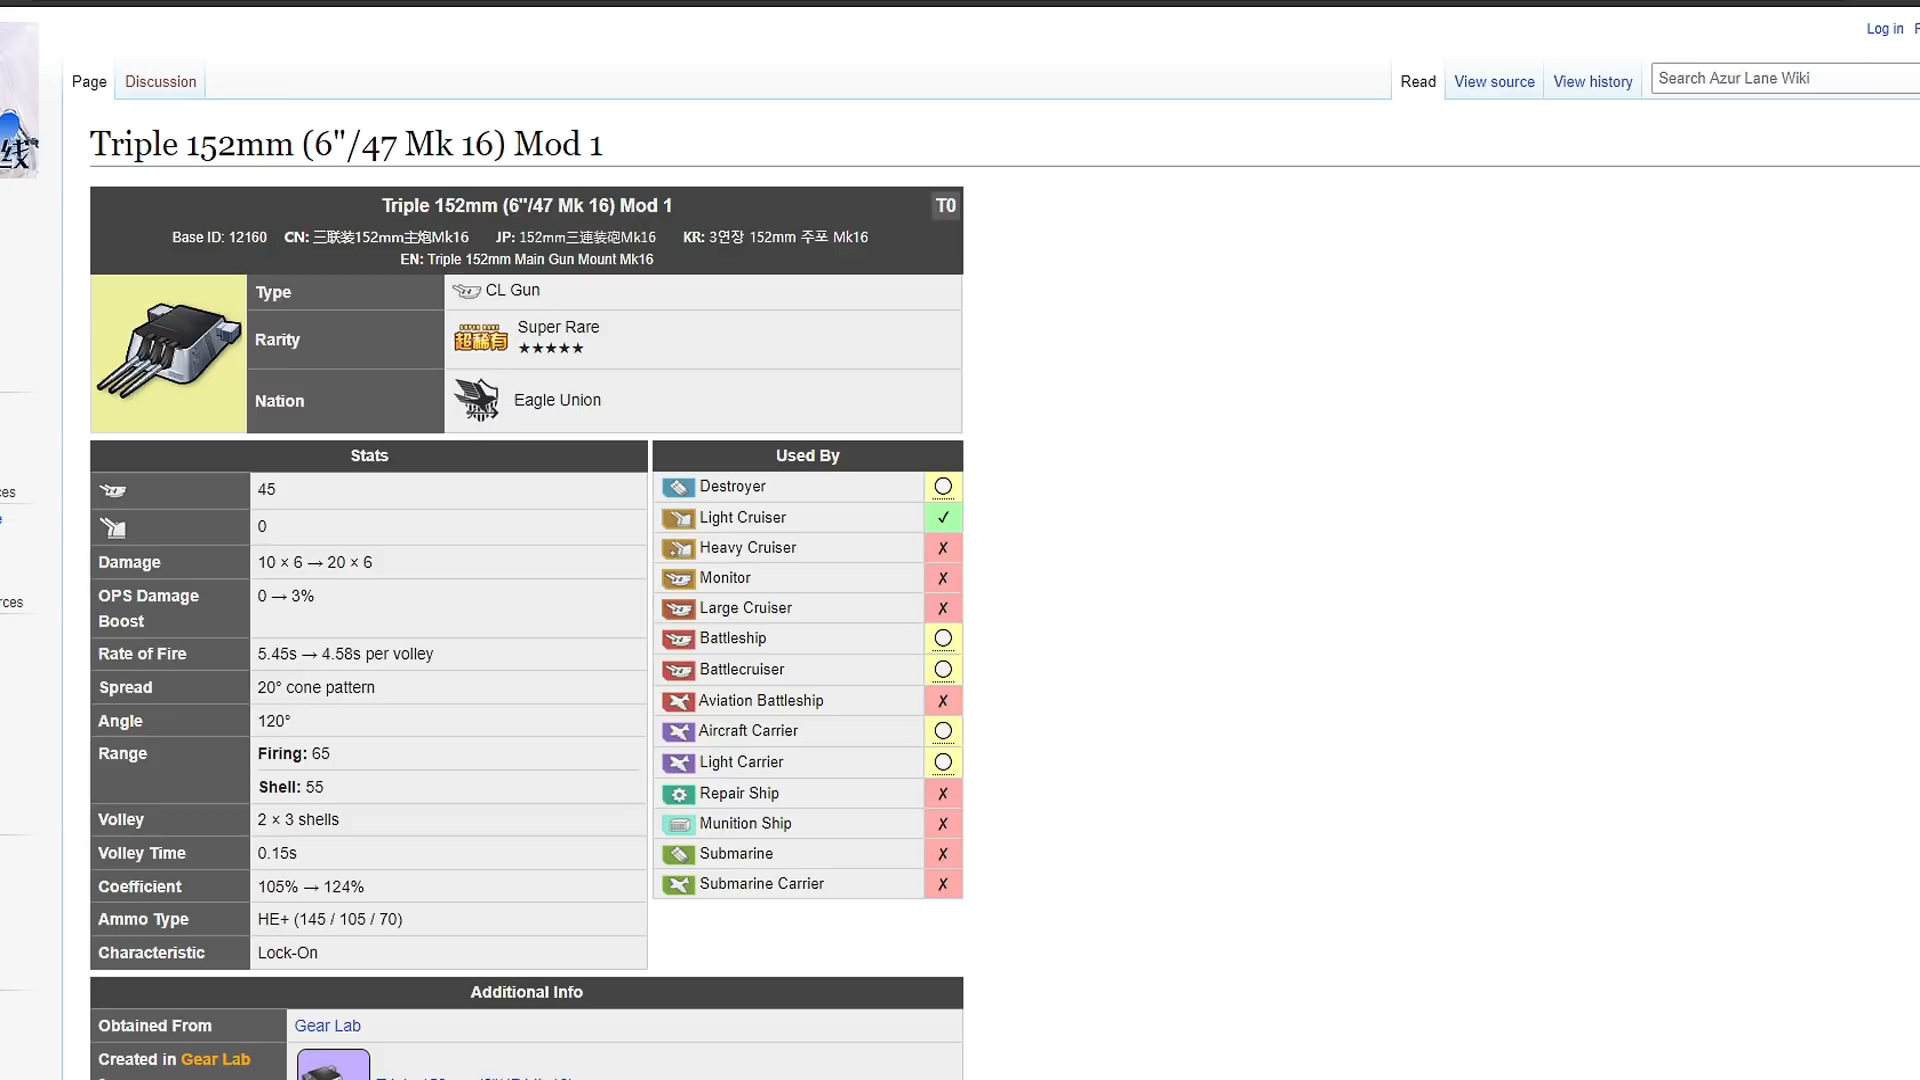 Log in
Page
Discussion
Read
View source
View history
Search Azur Lane Wiki
线
Triple 152mm (6"/47 Mk 16) Mod 1
Triple 152mm (6"/47 Mk 16) Mod 1
T0
Base ID: 12160 CN: 三联装152mm主炮Mk16 JP: 152mm三連装砲Mk16 KR: 3연장 152mm 주포 Mk16
EN: Triple 152mm Main Gun Mount Mk16
Type
CL Gun
Rarity
超稀有
Super Rare
★★★★★
Nation
Eagle Union
Stats
45
0
Damage
10 × 6 → 20 × 6
OPS Damage
Boost
0 → 3%
Rate of Fire
5.45s → 4.58s per volley
Spread
20° cone pattern
Angle
120°
Range
Firing: 65
Shell: 55
Volley
2 × 3 shells
Volley Time
0.15s
Coefficient
105% → 124%
Ammo Type
HE+ (145 / 105 / 70)
Characteristic
Lock-On
Used By
Destroyer
Light Cruiser ✓
Heavy Cruiser ✗
Monitor ✗
Large Cruiser ✗
Battleship
Battlecruiser
Aviation Battleship ✗
Aircraft Carrier
Light Carrier
Repair Ship ✗
Munition Ship ✗
Submarine ✗
Submarine Carrier ✗
Additional Info
Obtained From
Gear Lab
Created in Gear Lab